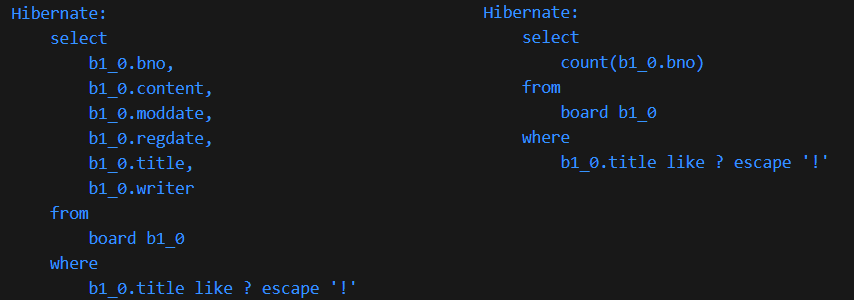 Hibernate:
    select
        b1_0.bno,
        b1_0.content,
        b1_0.moddate,
        b1_0.regdate,
        b1_0.title,
        b1_0.writer
    from
        board b1_0
    where
        b1_0.title like ? escape '!'
Hibernate:
    select
        count(b1_0.bno)
    from
        board b1_0
    where
        b1_0.title like ? escape '!'